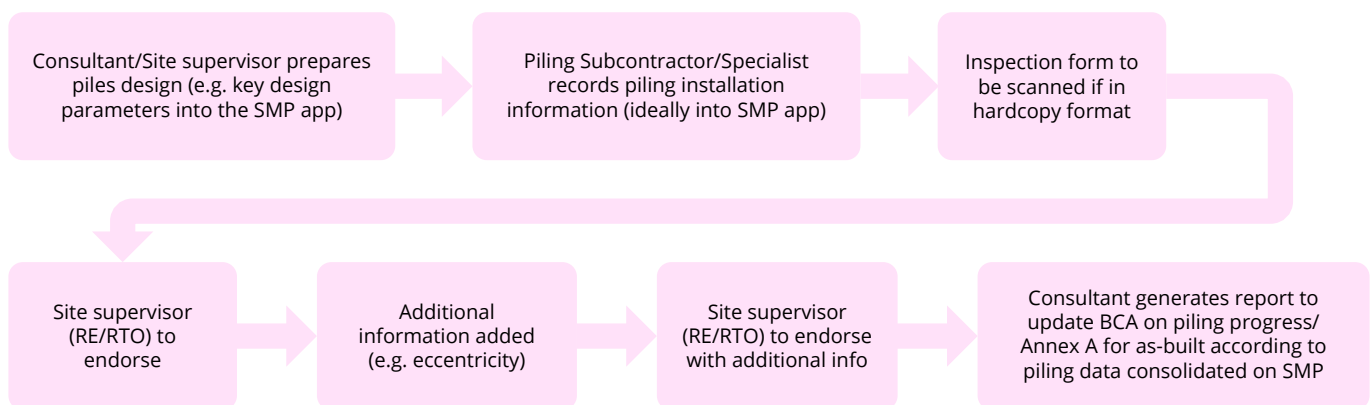 Consultant/Site supervisor prepares
piles design (e.g. key design
parameters into the SMP app)
Piling Subcontractor/Specialist
records piling installation
information (ideally into SMP app)
Inspection form to
be scanned if in
hardcopy format
Site supervisor
(RE/RTO) to
endorse
Additional
information added
(e.g. eccentricity)
Site supervisor
(RE/RTO) to endorse
with additional info
Consultant generates report to
update BCA on piling progress/
Annex A for as-built according to
piling data consolidated on SMP